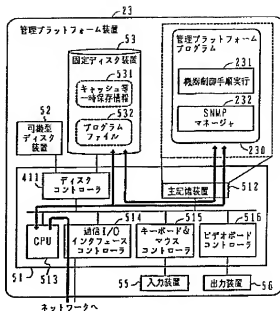 23
管理プラットフォーム装置
53
固定ディスク装置
531
キャッシュ等
一時保存情報
532
プログラム
ファイル
52
可搬型
ディスク
装置
管理プラットフォーム
プログラム
231
機器制御手順実行
232
SNMP
マネージャ
230
411
ディスク
コントローラ
主記憶装置
512
514
515
516
CPU
通信I/O
インタフェース
コントローラ
キーボード&
マウスコン
トローラ
ビデオボード
コントローラ
51
513
55
入力装置
出力装置
56
ネットワークへ